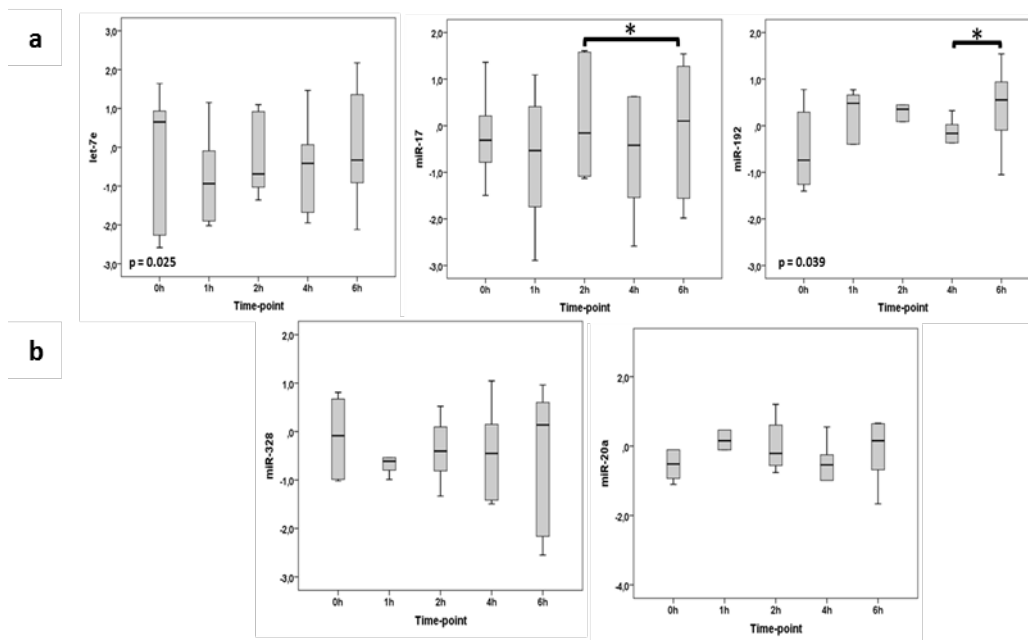 a
3,0
2,0
1,0
,0
-1,0
-2,0
-3,0
let-7e
p = 0.025
0h 1h 2h 4h 6h
Time-point
2,0
1,0
,0
-1,0
-2,0
-3,0
miR-17
*
0h 1h 2h 4h 6h
Time-point
2,0
1,0
,0
-1,0
-2,0
-3,0
miR-192
*
p = 0.039
0h 1h 2h 4h 6h
Time-point
b
2,0
1,0
,0
-1,0
-2,0
-3,0
miR-328
0h 1h 2h 4h 6h
Time-point
2,0
,0
-2,0
-4,0
miR-20a
0h 1h 2h 4h 6h
Time-point